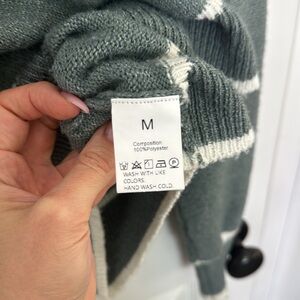 M
Composition
100%Polyester
WASH WITH LIKE
COLORS.
HAND WASH COLD.